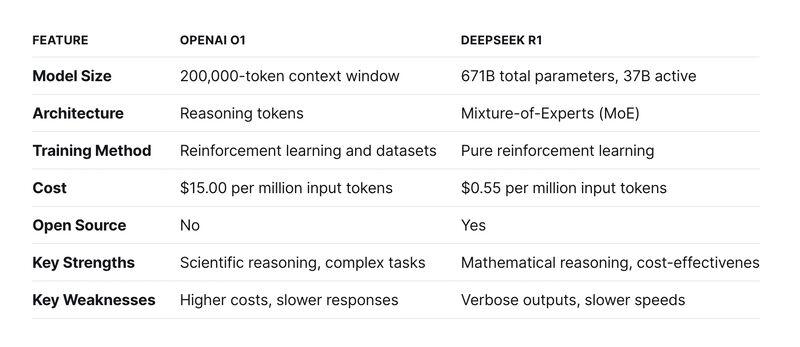 FEATURE OPENAI O1 DEEPSEEK R1
Model Size 200,000-token context window 671B total parameters, 37B active
Architecture Reasoning tokens Mixture-of-Experts (MoE)
Training Method Reinforcement learning and datasets Pure reinforcement learning
Cost $15.00 per million input tokens $0.55 per million input tokens
Open Source No Yes
Key Strengths Scientific reasoning, complex tasks Mathematical reasoning, cost-effectivenes
Key Weaknesses Higher costs, slower responses Verbose outputs, slower speeds